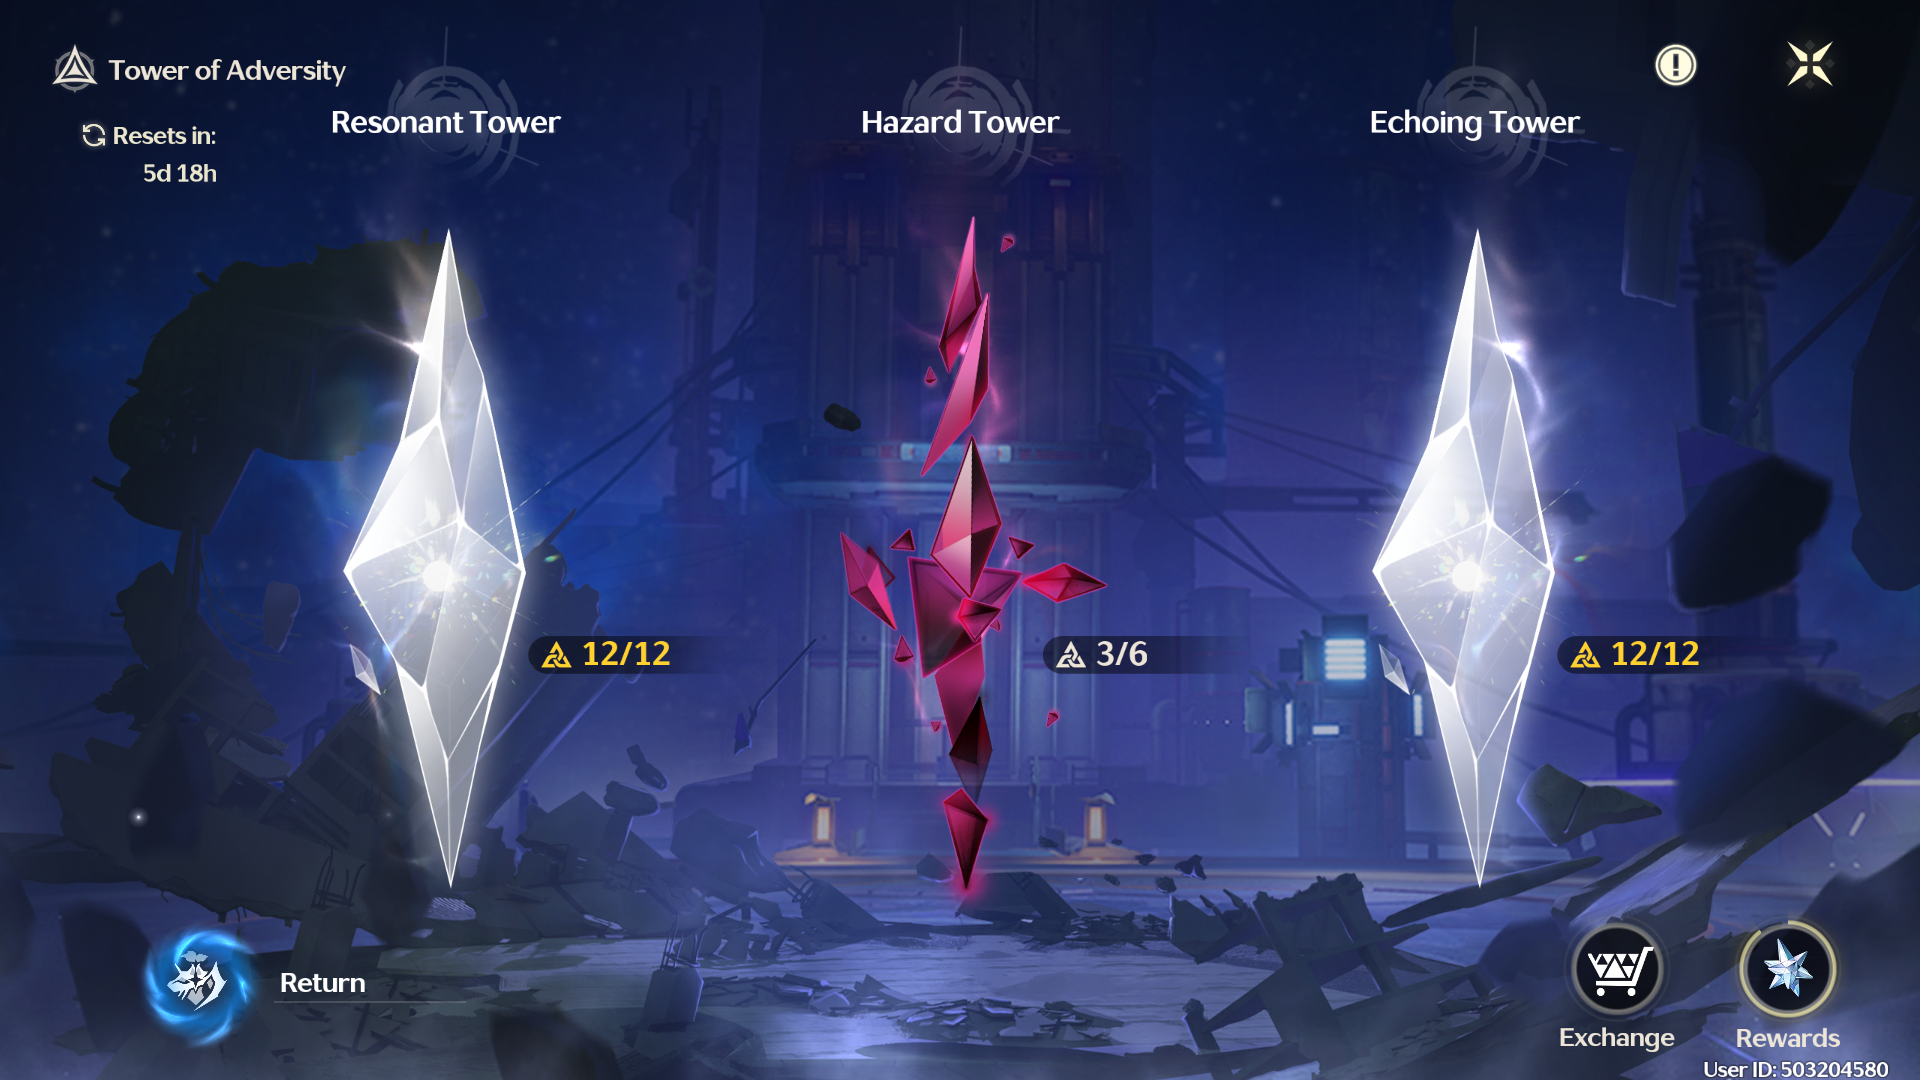 Tower of Adversity
Resets in:
5d 18h
Resonant Tower
Hazard Tower
Echoing Tower
12/12
3/6
12/12
Return
Exchange
Rewards
User ID: 503204580